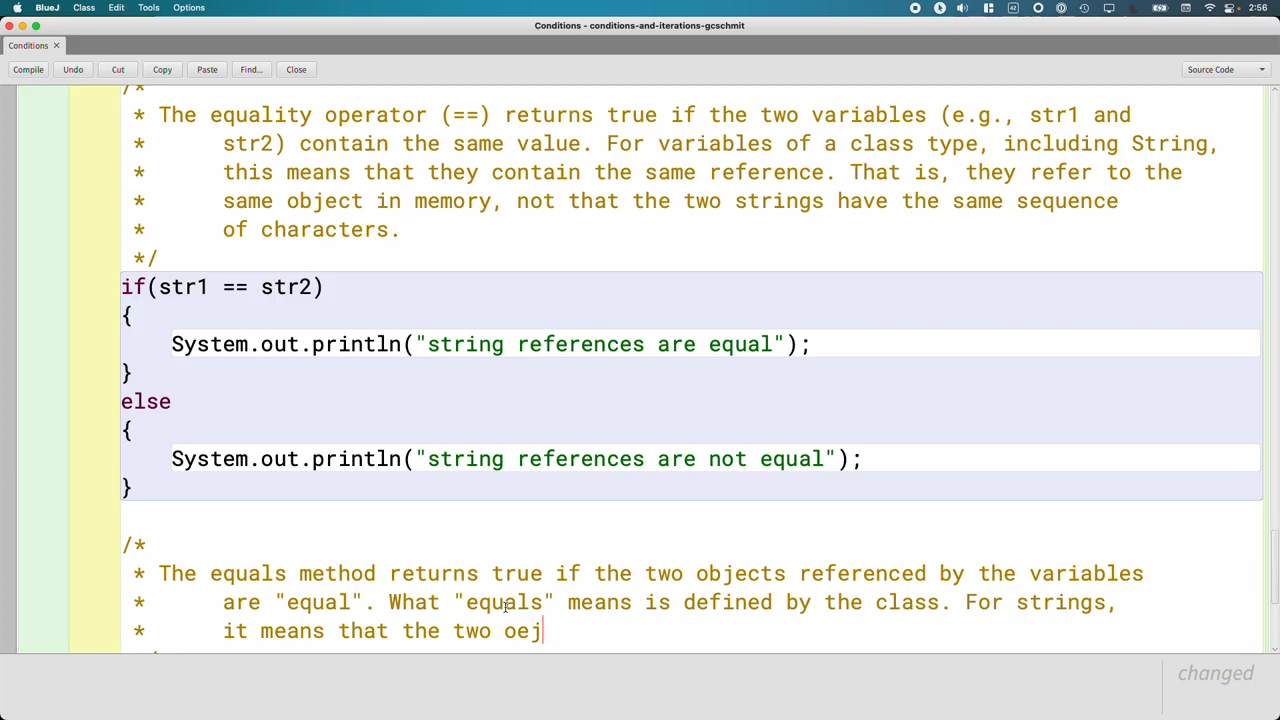 BlueJ Class Edit Tools Options
2:56
Conditions - conditions-and-iterations-gcschmit
Conditions
Compile Undo Cut Copy Paste Find... Close Source Code
/*
* The equality operator (==) returns true if the two variables (e.g., str1 and
* str2) contain the same value. For variables of a class type, including String,
* this means that they contain the same reference. That is, they refer to the
* same object in memory, not that the two strings have the same sequence
* of characters.
*/
if(str1 == str2)
{
System.out.println("string references are equal");
}
else
{
System.out.println("string references are not equal");
}
/*
* The equals method returns true if the two objects referenced by the variables
* are "equal". What "equals" means is defined by the class. For strings,
* it means that the two oej
changed